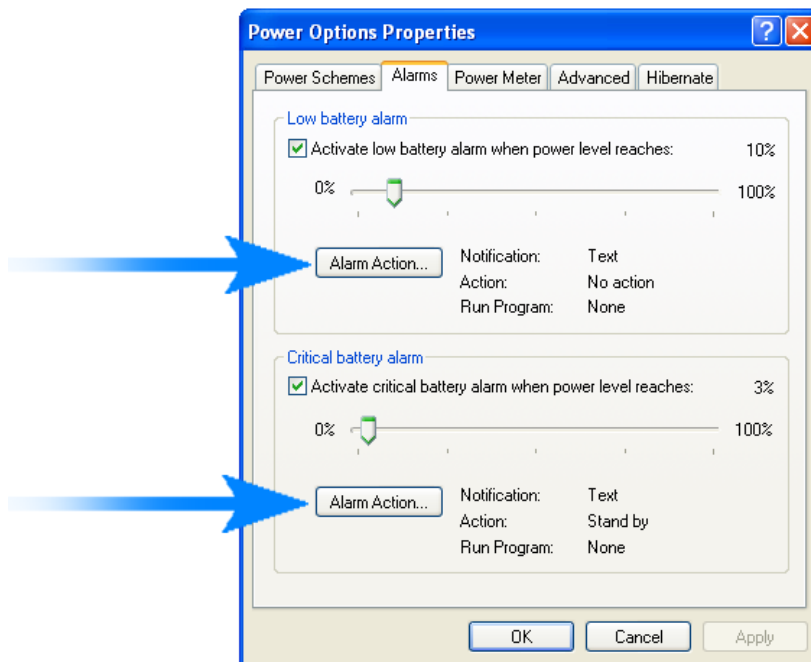 Power Options Properties
Power Schemes Alarms Power Meter Advanced Hibernate
Low battery alarm
Activate low battery alarm when power level reaches: 10%
0% 100%
Alarm Action... Notification: Text
Action: No action
Run Program: None
Critical battery alarm
Activate critical battery alarm when power level reaches: 3%
0% 100%
Alarm Action... Notification: Text
Action: Stand by
Run Program: None
OK Cancel Apply